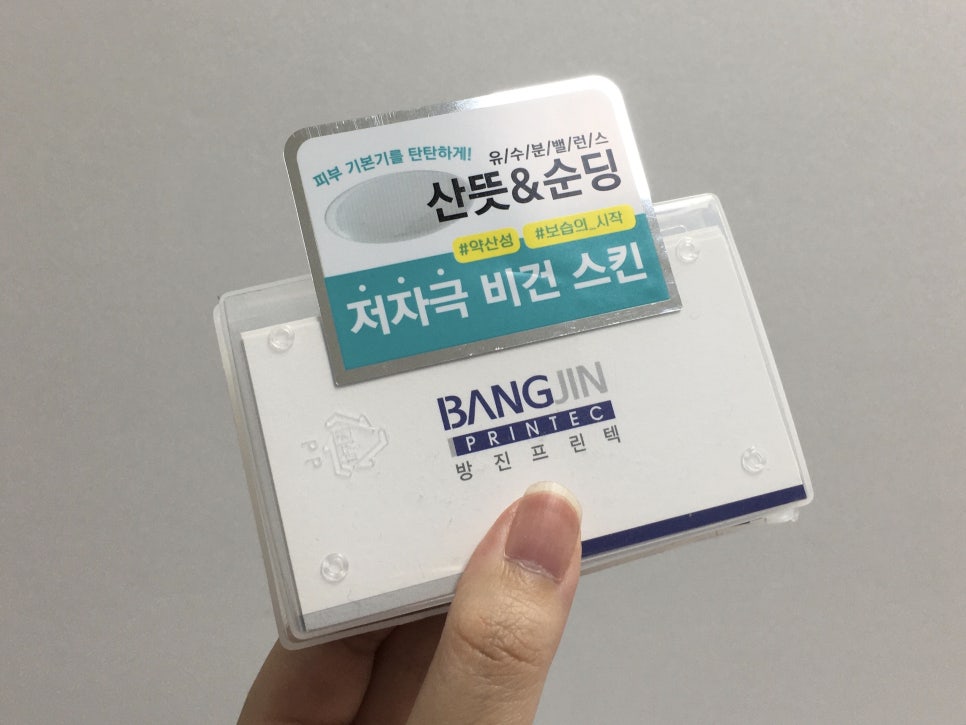 피부 기본기를 탄탄하게!
유/수/분/밸/런/스
산뜻&순딩
#약산성 #보습의_시작
저자극 비건 스킨
BANGJIN
PRINTEC
방진프린텍
PP